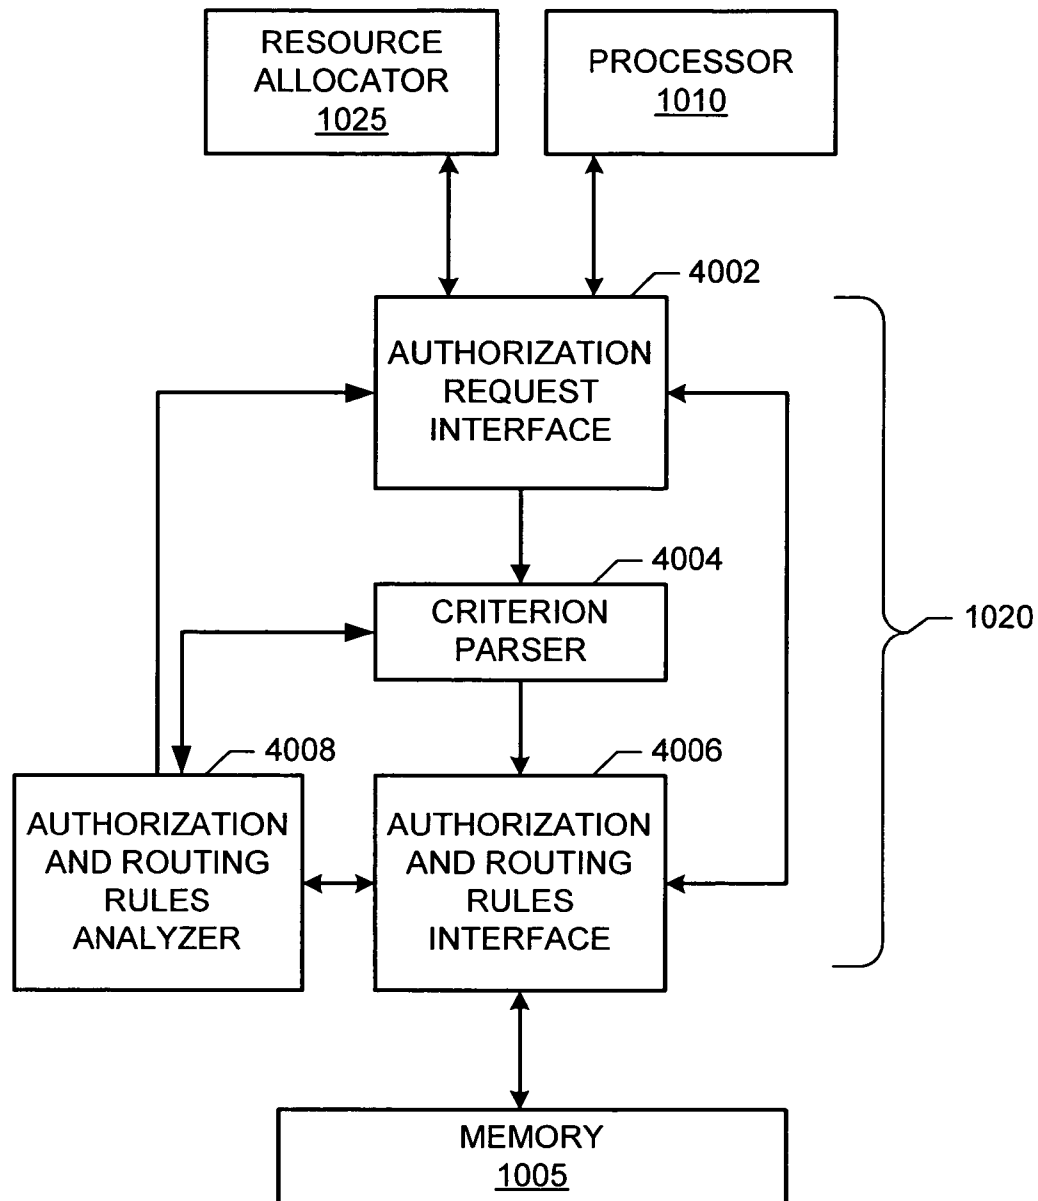 RESOURCE
ALLOCATOR
1025
PROCESSOR
1010
4002
AUTHORIZATION
REQUEST
INTERFACE
4004
CRITERION
PARSER
1020
4008
4006
AUTHORIZATION
AND ROUTING
RULES
ANALYZER
AUTHORIZATION
AND ROUTING
RULES
INTERFACE
MEMORY
1005